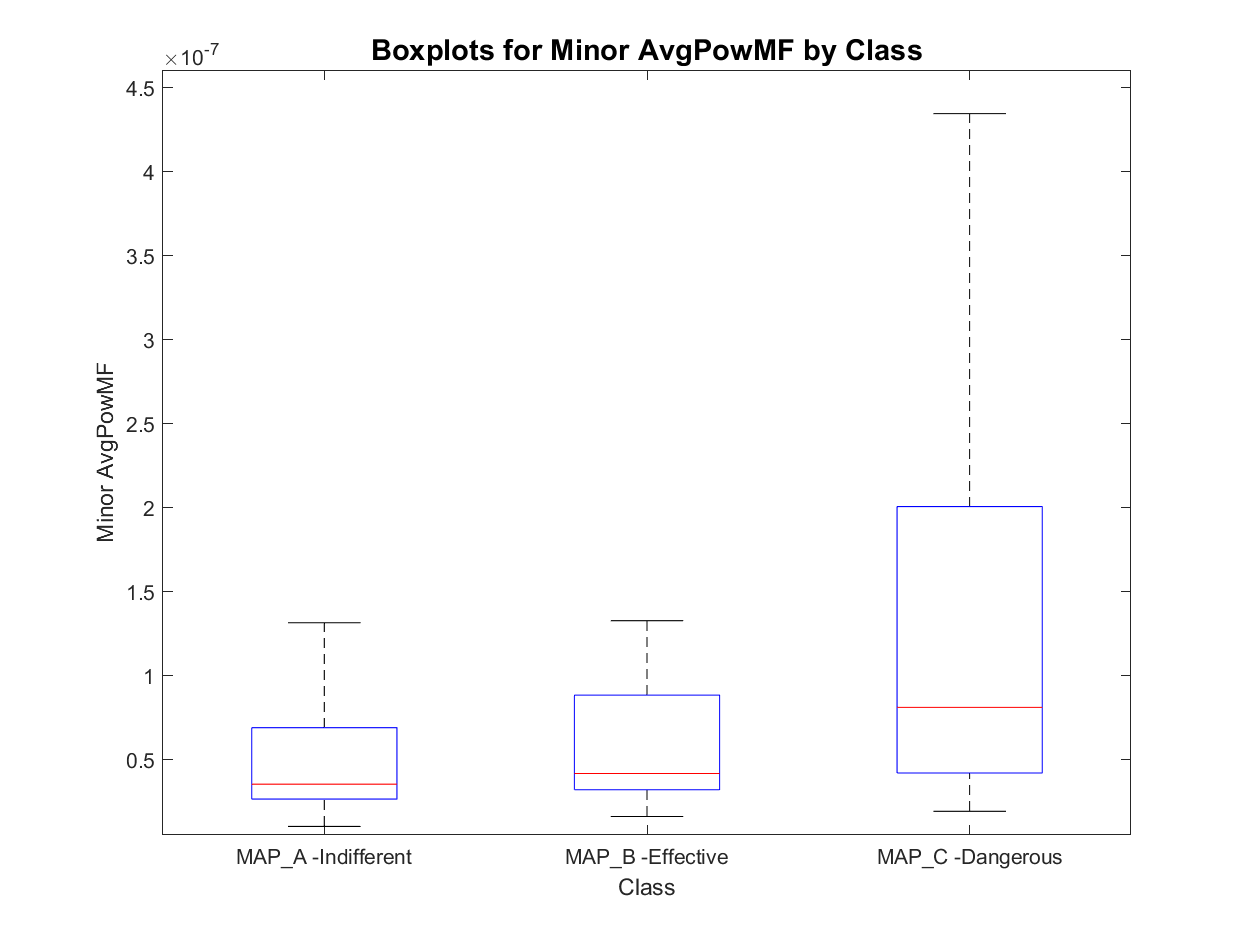 Boxplots for Minor AvgPowMF by Class
×10-7
4.5
4
3.5
3
2.5
2
1.5
1
0.5
Minor AvgPowMF
MAP_A -Indifferent
MAP_B -Effective
MAP_C -Dangerous
Class